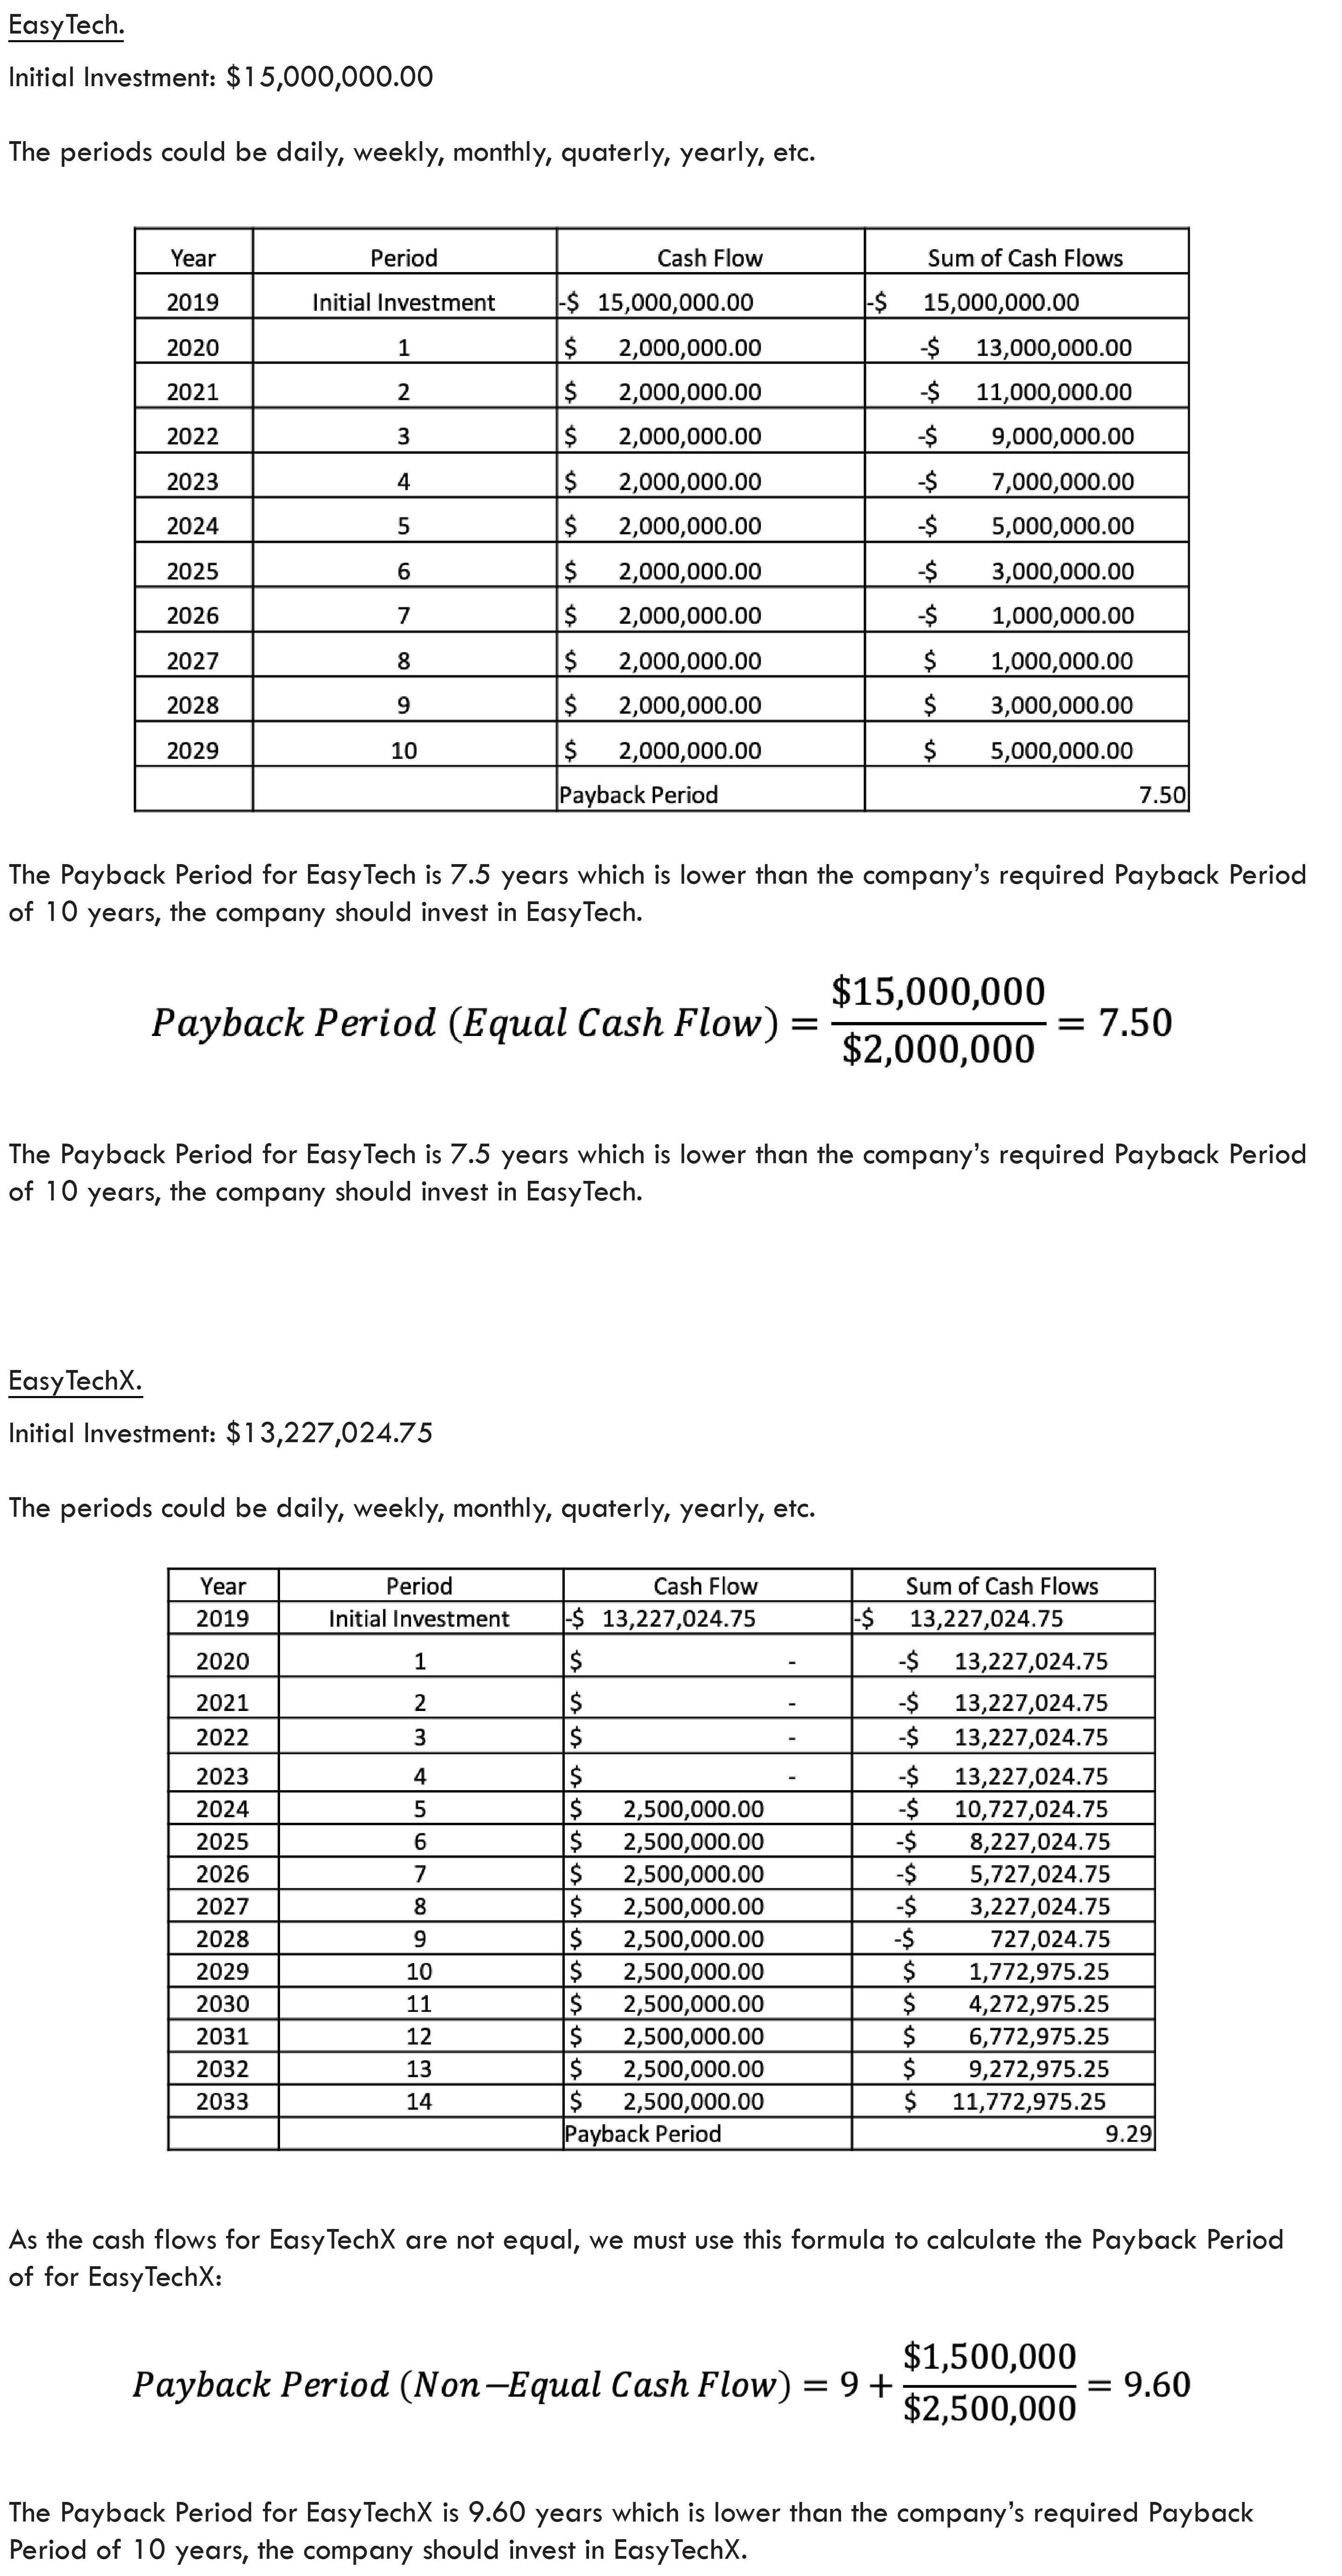 EasyTech.
Initial Investment: $15,000,000.00
The periods could be daily, weekly, monthly, quaterly, yearly, etc.
Year Period Cash Flow Sum of Cash Flows
2019 Initial Investment -$ 15,000,000.00 -$ 15,000,000.00
2020 1 $ 2,000,000.00 -$ 13,000,000.00
2021 2 $ 2,000,000.00 -$ 11,000,000.00
2022 3 $ 2,000,000.00 -$ 9,000,000.00
2023 4 $ 2,000,000.00 -$ 7,000,000.00
2024 5 $ 2,000,000.00 -$ 5,000,000.00
2025 6 $ 2,000,000.00 -$ 3,000,000.00
2026 7 $ 2,000,000.00 -$ 1,000,000.00
2027 8 $ 2,000,000.00 $ 1,000,000.00
2028 9 $ 2,000,000.00 $ 3,000,000.00
2029 10 $ 2,000,000.00 $ 5,000,000.00
Payback Period 7.50
The Payback Period for EasyTech is 7.5 years which is lower than the company’s required Payback Period
of 10 years, the company should invest in EasyTech.
Payback Period (Equal Cash Flow) = $15,000,000 / $2,000,000 = 7.50
The Payback Period for EasyTech is 7.5 years which is lower than the company’s required Payback Period
of 10 years, the company should invest in EasyTech.
EasyTechX.
Initial Investment: $13,227,024.75
The periods could be daily, weekly, monthly, quaterly, yearly, etc.
Year Period Cash Flow Sum of Cash Flows
2019 Initial Investment -$ 13,227,024.75 -$ 13,227,024.75
2020 1 $ - -$ 13,227,024.75
2021 2 $ - -$ 13,227,024.75
2022 3 $ - -$ 13,227,024.75
2023 4 $ - -$ 13,227,024.75
2024 5 $ 2,500,000.00 -$ 10,727,024.75
2025 6 $ 2,500,000.00 -$ 8,227,024.75
2026 7 $ 2,500,000.00 -$ 5,727,024.75
2027 8 $ 2,500,000.00 -$ 3,227,024.75
2028 9 $ 2,500,000.00 -$ 727,024.75
2029 10 $ 2,500,000.00 $ 1,772,975.25
2030 11 $ 2,500,000.00 $ 4,272,975.25
2031 12 $ 2,500,000.00 $ 6,772,975.25
2032 13 $ 2,500,000.00 $ 9,272,975.25
2033 14 $ 2,500,000.00 $ 11,772,975.25
Payback Period 9.29
As the cash flows for EasyTechX are not equal, we must use this formula to calculate the Payback Period
of for EasyTechX:
Payback Period (Non−Equal Cash Flow) = 9 + $1,500,000 / $2,500,000 = 9.60
The Payback Period for EasyTechX is 9.60 years which is lower than the company’s required Payback
Period of 10 years, the company should invest in EasyTechX.